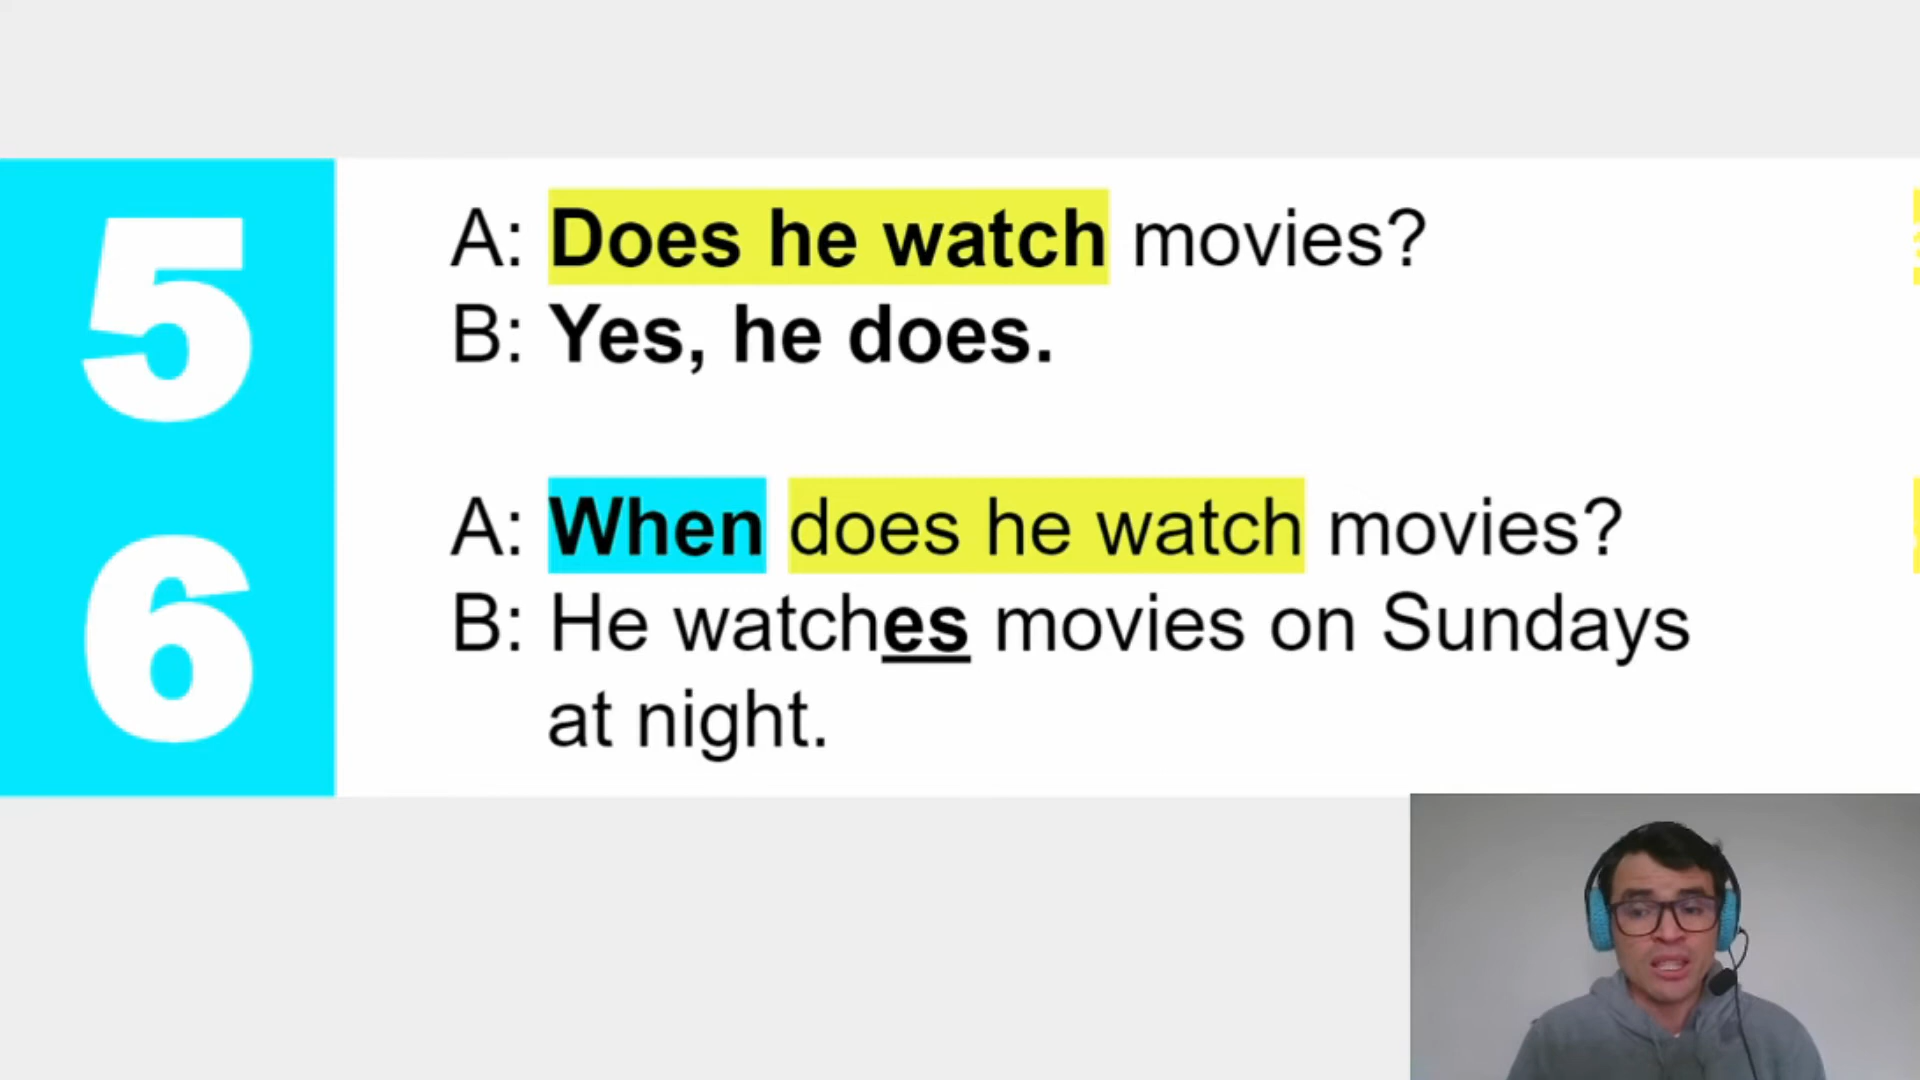 5
A: Does he watch movies?
B: Yes, he does.
6
A: When does he watch movies?
B: He watches movies on Sundays
at night.